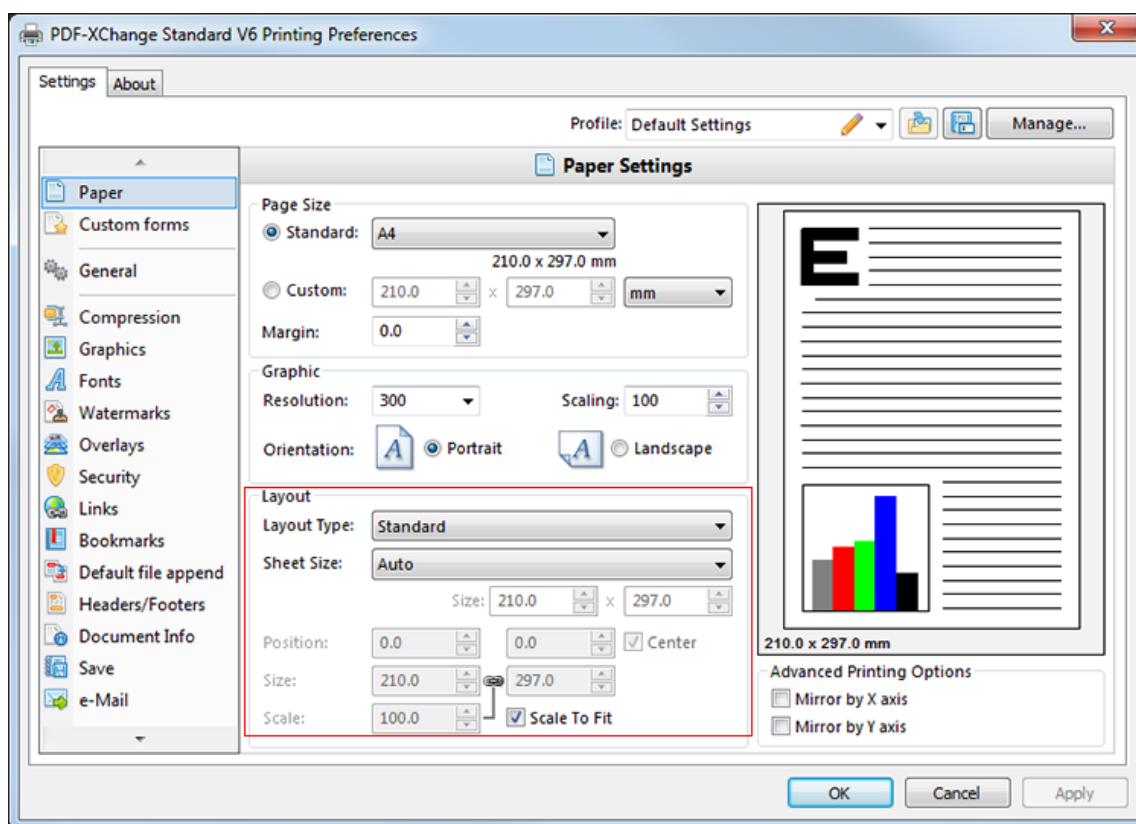 PDF-XChange Standard V6 Printing Preferences
Settings About
Profile: Default Settings Manage...
Paper
Custom forms
General
Compression
Graphics
Fonts
Watermarks
Overlays
Security
Links
Bookmarks
Default file append
Headers/Footers
Document Info
Save
e-Mail
Paper Settings
Page Size
Standard: A4
210.0 x 297.0 mm
Custom: 210.0 x 297.0 mm
Margin: 0.0
Graphic
Resolution: 300 Scaling: 100
Orientation: A Portrait A Landscape
Layout
Layout Type: Standard
Sheet Size: Auto
Size: 210.0 x 297.0
Position: 0.0 0.0 Center
Size: 210.0 297.0
Scale: 100.0 Scale To Fit
E
210.0 x 297.0 mm
Advanced Printing Options
Mirror by X axis
Mirror by Y axis
OK Cancel Apply